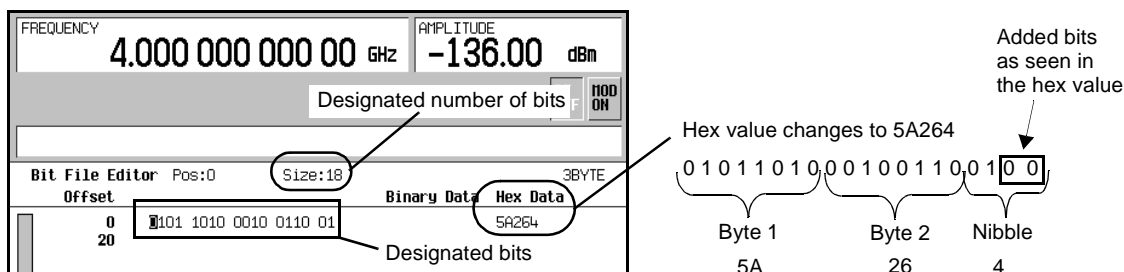 FREQUENCY
4.000 000 000 00 GHz
AMPLITUDE
-136.00 dBm
Designated number of bits
F
MOD
ON
Bit File Editor Pos:0 Size:18 3BYTE
Offset Binary Data Hex Data
0 0101 1010 0010 0110 01 5A264
20
Designated bits
Added bits
as seen in
the hex value
Hex value changes to 5A264
0 1 0 1 1 0 1 0 0 0 1 0 0 1 1 0 0 1 0 0
Byte 1 Byte 2 Nibble
5A 26 4